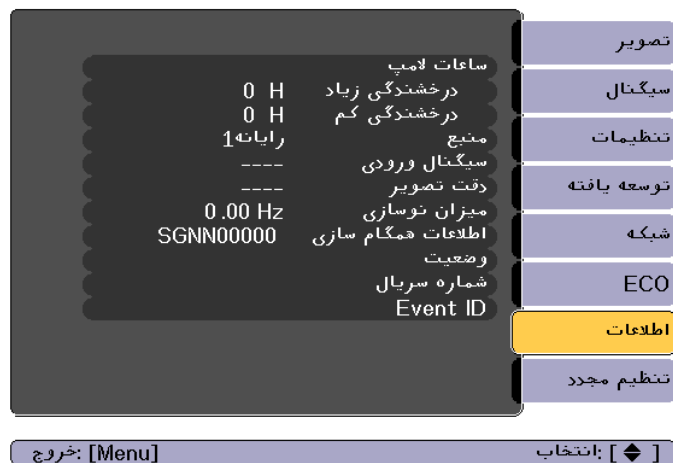 تصویر
سیگنال
تنظیمات
توسعه یافته
شبکه
ECO
اطلاعات
تنظیم مجدد
ساعات لامپ
درخشندگی زیاد 0 H
درخشندگی کم 0 H
منبع رایانه1
سیگنال ورودی ----
دقت تصویر ----
میزان نوسازی 0.00 Hz
اطلاعات همگام سازی SGNN00000
وضعیت
شماره سریال
Event ID
[ ] :انتخاب
[Menu] :خروج